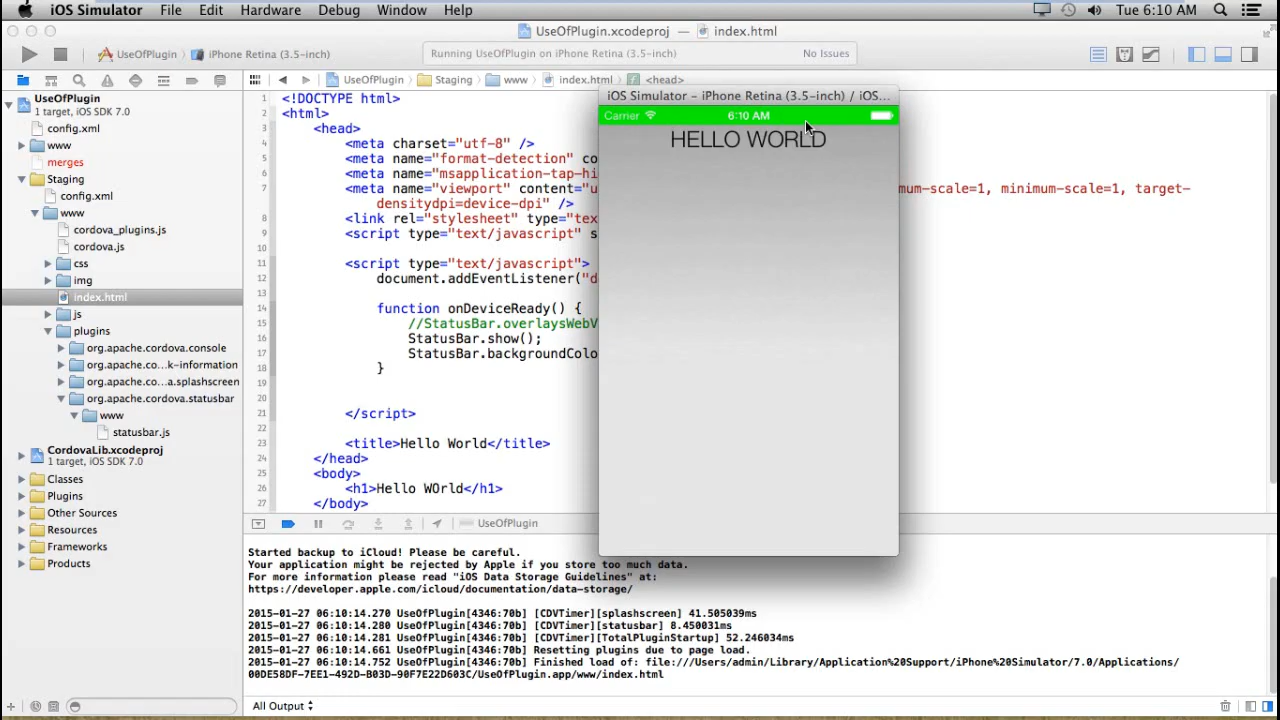 iOS Simulator File Edit Hardware Debug Window Help Tue 6:10 AM
UseOfPlugin.xcodeproj — index.html
UseOfPlugin iPhone Retina (3.5-inch) Running UseOfPlugin on iPhone Retina (3.5-inch) No Issues
UseOfPlugin Staging www index.html <head>
UseOfPlugin
1 target, iOS SDK 7.0
config.xml
www
merges
Staging
config.xml
www
cordova_plugins.js
cordova.js
css
img
index.html
js
plugins
org.apache.cordova.console
org.apache.co...k-information
org.apache.co...a.splashscreen
org.apache.cordova.statusbar
www
statusbar.js
CordovaLib.xcodeproj
1 target, iOS SDK 7.0
Classes
Plugins
Other Sources
Resources
Frameworks
Products
1 <!DOCTYPE html>
2 <html>
3 <head>
4 <meta charset="utf-8" />
5 <meta name="format-detection" co
6 <meta name="msapplication-tap-hi
7 <meta name="viewport" content="u mum-scale=1, minimum-scale=1, target-
densitydpi=device-dpi" />
8 <link rel="stylesheet" type="tex
9 <script type="text/javascript" s
10
11 <script type="text/javascript">
12 document.addEventListener("d
13
14 function onDeviceReady() {
15 //StatusBar.overlaysWebV
16 StatusBar.show();
17 StatusBar.backgroundColo
18 }
19
20
21 </script>
22
23 <title>Hello World</title>
24 </head>
25 <body>
26 <h1>Hello WOrld</h1>
27 </body>
iOS Simulator – iPhone Retina (3.5-inch) / iOS...
Carrier 6:10 AM
HELLO WORLD
UseOfPlugin
Started backup to iCloud! Please be careful.
Your application might be rejected by Apple if you store too much data.
For more information please read "iOS Data Storage Guidelines" at:
https://developer.apple.com/icloud/documentation/data-storage/
2015-01-27 06:10:14.270 UseOfPlugin[4346:70b] [CDVTimer][splashscreen] 41.505039ms
2015-01-27 06:10:14.280 UseOfPlugin[4346:70b] [CDVTimer][statusbar] 8.450031ms
2015-01-27 06:10:14.281 UseOfPlugin[4346:70b] [CDVTimer][TotalPluginStartup] 52.246034ms
2015-01-27 06:10:14.661 UseOfPlugin[4346:70b] Resetting plugins due to page load.
2015-01-27 06:10:14.752 UseOfPlugin[4346:70b] Finished load of: file:///Users/admin/Library/Application%20Support/iPhone%20Simulator/7.0/Applications/
00DE58DF-7EE1-492D-B03D-90F7E22D603C/UseOfPlugin.app/www/index.html
All Output